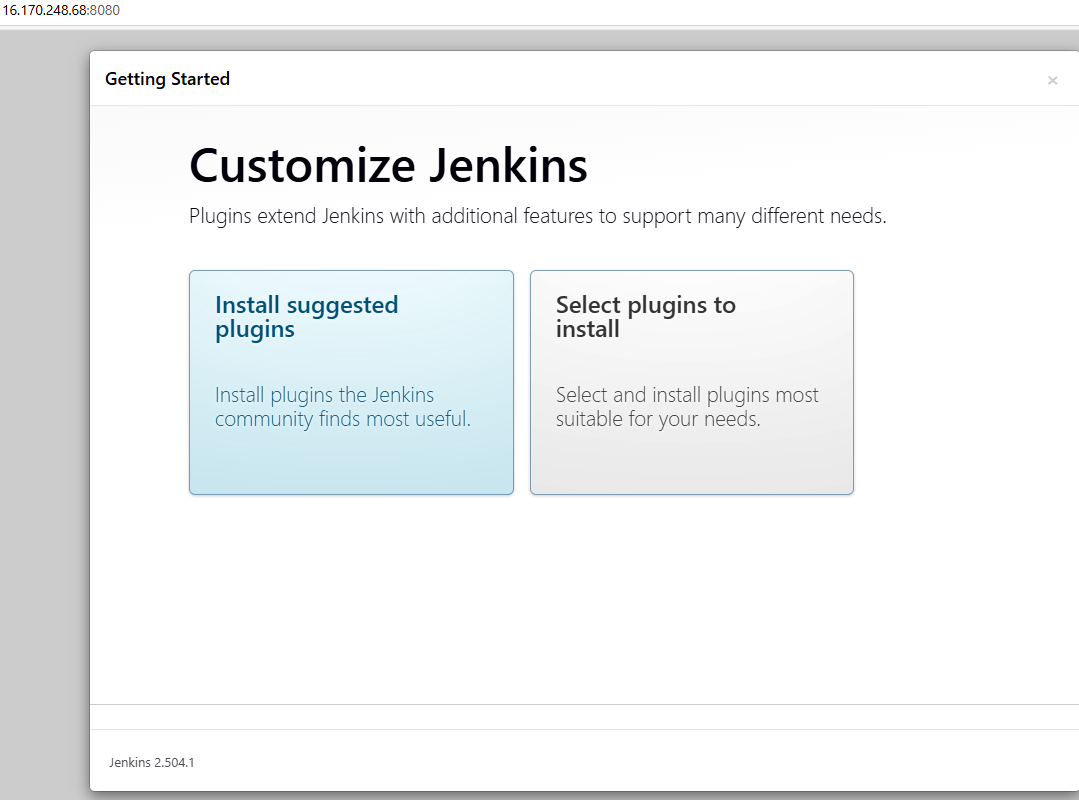 16.170.248.68:8080
Getting Started
×
Customize Jenkins
Plugins extend Jenkins with additional features to support many different needs.
Install suggested
plugins
Install plugins the Jenkins
community finds most useful.
Select plugins to
install
Select and install plugins most
suitable for your needs.
Jenkins 2.504.1